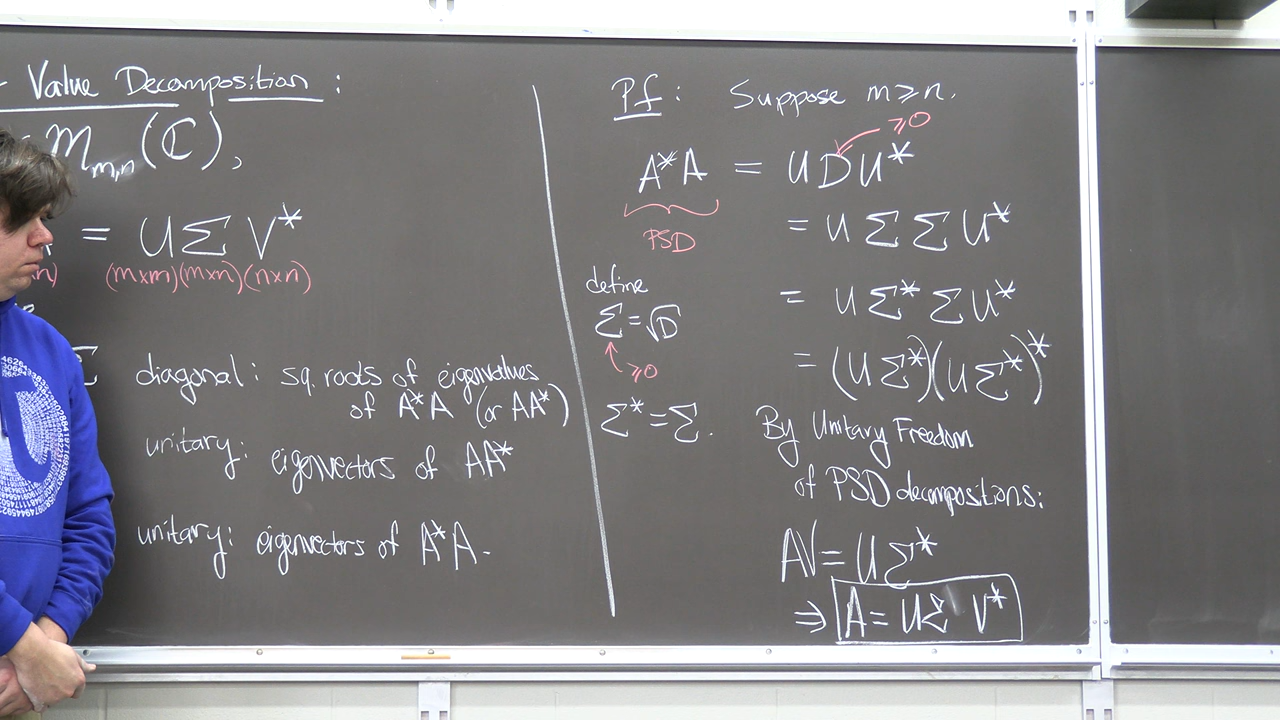 Value Decomposition:
M_{m,n}(ℂ),
= UΣV*
(m×m)(m×n)(n×n)
Σ diagonal: sq. roots of eigenvalues
of A*A (or AA*)
unitary: eigenvectors of AA*
unitary: eigenvectors of A*A.
Pf: Suppose m≥n.
≥0
A*A = UDU*
PSD
= UΣΣU*
define
Σ=√D
≥0
Σ*=Σ.
= UΣ*ΣU*
= (UΣ*)(UΣ*)*
By Unitary Freedom
of PSD decompositions:
AV=UΣ*
⇒ A=UΣV*